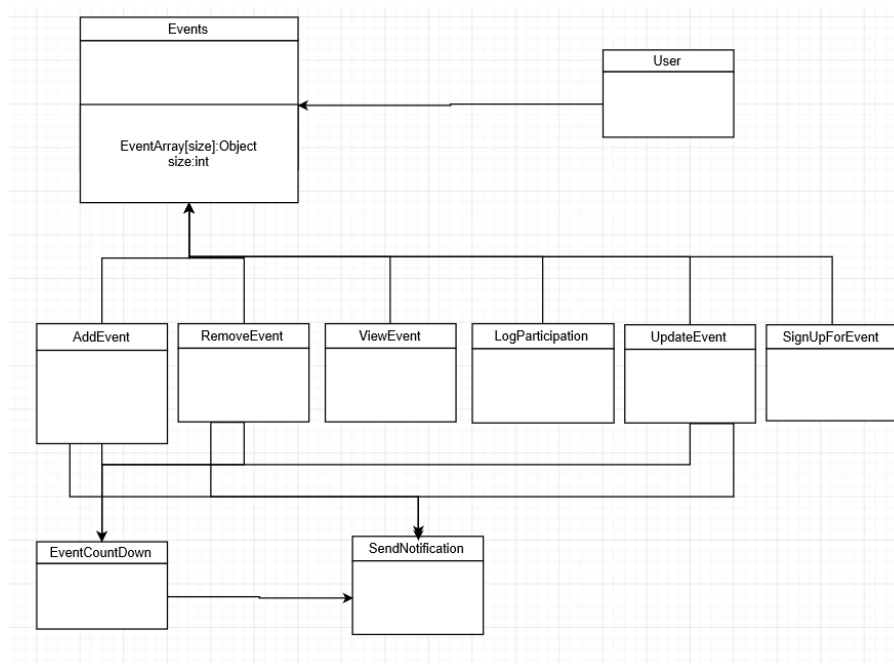 Events
User
EventArray[size]:Object
size:int
AddEvent
RemoveEvent
ViewEvent
LogParticipation
UpdateEvent
SignUpForEvent
EventCountDown
SendNotification